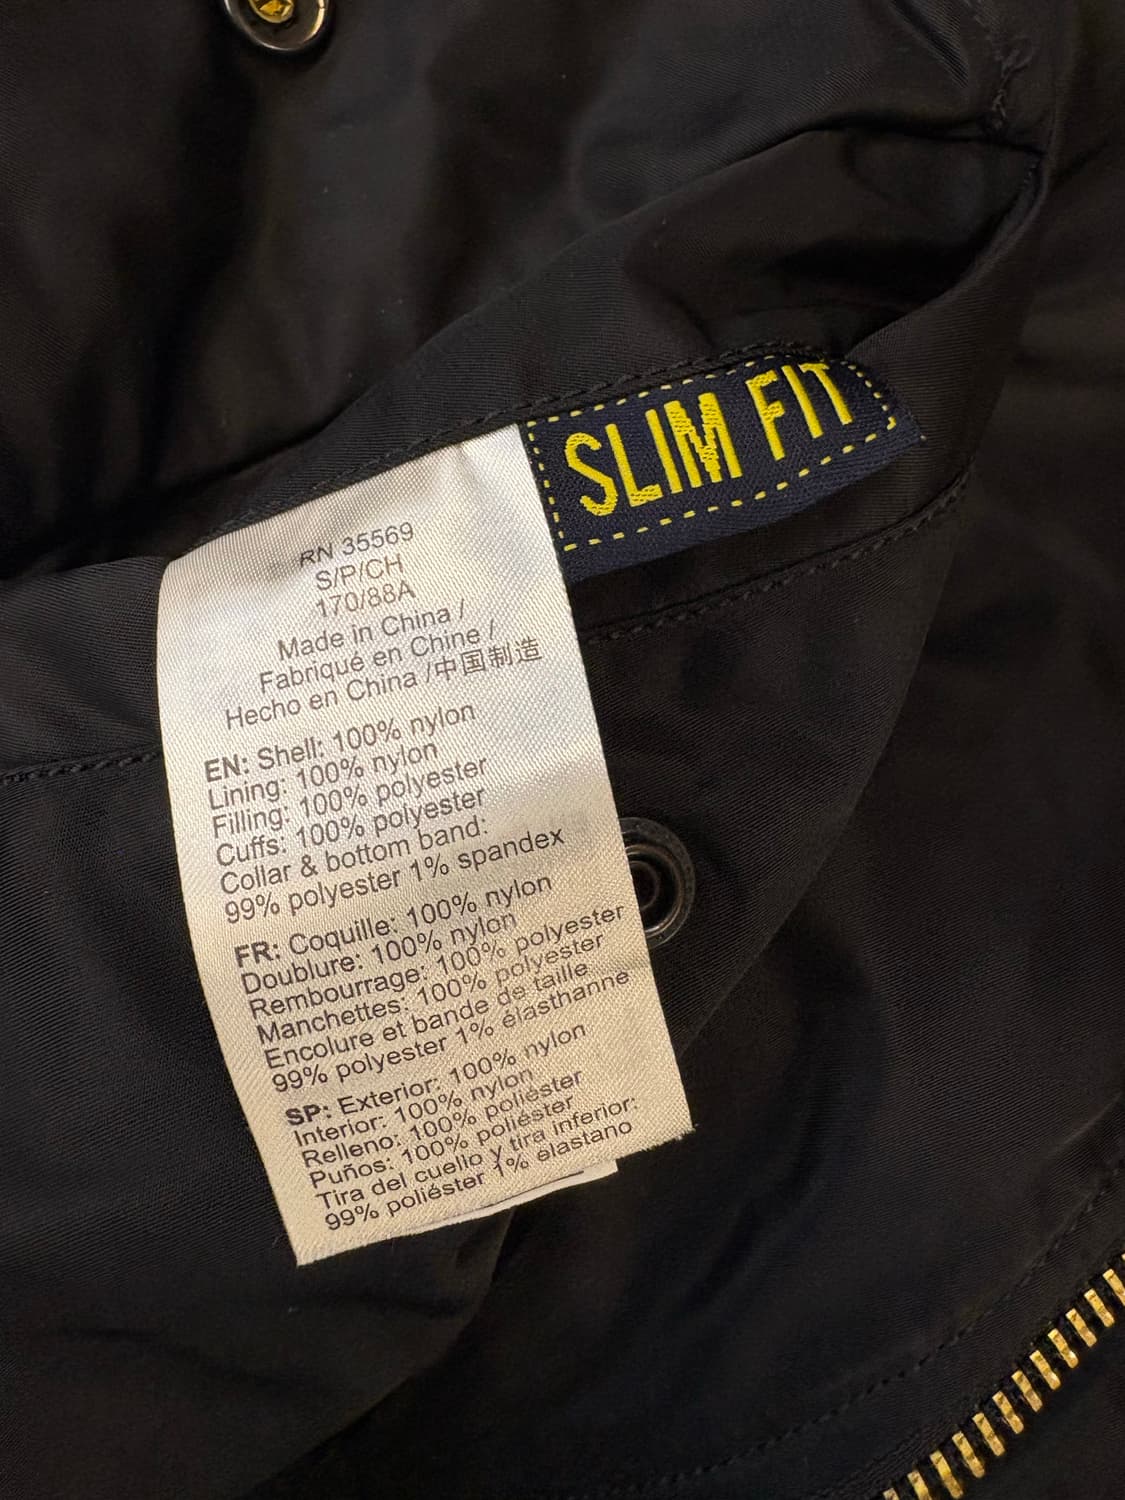 SLIM FIT
RN 35569
S/P/CH
170/88A
Made in China /
Fabriqué en Chine /
Hecho en China /中国制造
EN: Shell: 100% nylon
Lining: 100% nylon
Filling: 100% polyester
Cuffs: 100% polyester
Collar & bottom band:
99% polyester 1% spandex
FR: Coquille: 100% nylon
Doublure: 100% nylon
Rembourrage: 100% polyester
Manchettes: 100% polyester
Encolure et bande de taille
99% polyester 1% élasthanne
SP: Exterior: 100% nylon
Interior: 100% nylon
Relleno: 100% poliéster
Puños: 100% poliéster
Tira del cuello y tira inferior:
99% poliéster 1% élastano